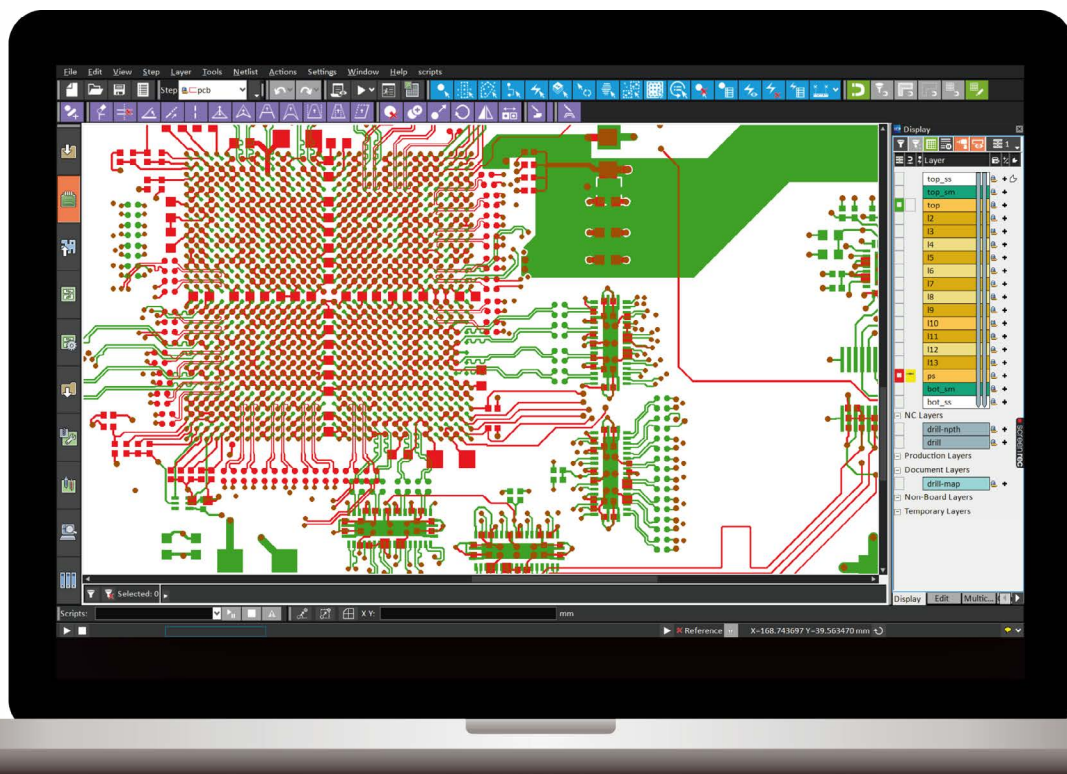 File Edit View Step Layer Tools Netlist Actions Settings Window Help scripts
Step pcb
Display
1
Layer
top_ss
top_sm
top
l2
l3
l4
l5
l6
l7
l8
l9
l10
l11
l12
l13
ps
bot_sm
bot_ss
NC Layers
drill-npth
drill
Production Layers
Document Layers
drill-map
Non-Board Layers
Temporary Layers
screenrec
Selected: 0
Display Edit Multic...
Scripts: X Y: mm
Reference X=168.743697 Y=39.563470 mm